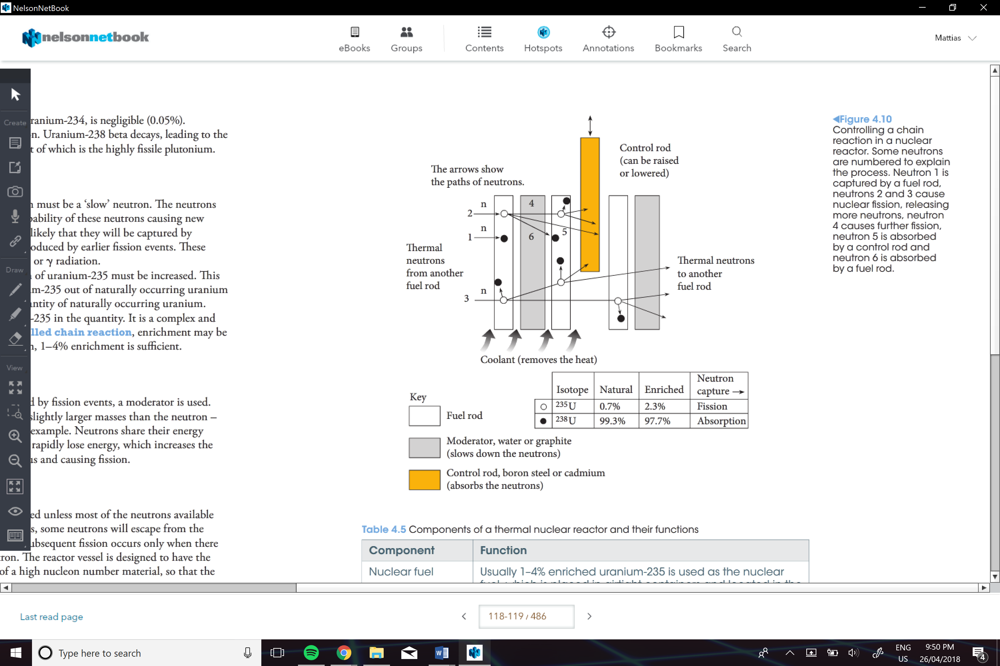 NelsonNetBook
nelsonnetbook
eBooks
Groups
Contents
Hotspots
Annotations
Bookmarks
Search
Mattias
Create
Draw
View
ranium-234, is negligible (0.05%).
n. Uranium-238 beta decays, leading to the
t of which is the highly fissile plutonium.
must be a ‘slow’ neutron. The neutrons
bability of these neutrons causing new
likely that they will be captured by
oduced by earlier fission events. These
or γ radiation.
of uranium-235 must be increased. This
m-235 out of naturally occurring uranium
antity of naturally occurring uranium.
-235 in the quantity. It is a complex and
lled chain reaction, enrichment may be
n, 1–4% enrichment is sufficient.
d by fission events, a moderator is used.
slightly larger masses than the neutron –
example. Neutrons share their energy
rapidly lose energy, which increases the
us and causing fission.
ed unless most of the neutrons available
s, some neutrons will escape from the
ubsequent fission occurs only when there
ron. The reactor vessel is designed to have the
of a high nucleon number material, so that the
The arrows show
the paths of neutrons.
Control rod
(can be raised
or lowered)
n
2
4
n
1
6
5
Thermal
neutrons
from another
fuel rod
n
3
Thermal neutrons
to another
fuel rod
Coolant (removes the heat)
Key
Fuel rod
Moderator, water or graphite
(slows down the neutrons)
Control rod, boron steel or cadmium
(absorbs the neutrons)
Isotope Natural Enriched Neutron capture →
○ ²³⁵U 0.7% 2.3% Fission
● ²³⁸U 99.3% 97.7% Absorption
◀Figure 4.10
Controlling a chain
reaction in a nuclear
reactor. Some neutrons
are numbered to explain
the process. Neutron 1 is
captured by a fuel rod,
neutrons 2 and 3 cause
nuclear fission, releasing
more neutrons, neutron
4 causes further fission,
neutron 5 is absorbed
by a control rod and
neutron 6 is absorbed
by a fuel rod.
Table 4.5 Components of a thermal nuclear reactor and their functions
Component Function
Nuclear fuel Usually 1–4% enriched uranium-235 is used as the nuclear
fuel, which is placed in airtight containers and located in the
Last read page
118-119 / 486
Type here to search
ENG
US
9:50 PM
26/04/2018
4